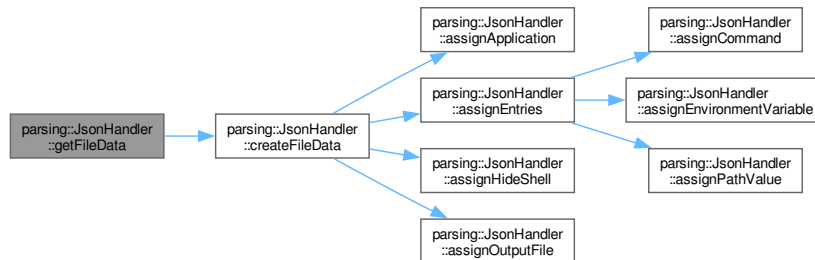 parsing::JsonHandler
::getFileData
parsing::JsonHandler
::createFileData
parsing::JsonHandler
::assignApplication
parsing::JsonHandler
::assignEntries
parsing::JsonHandler
::assignHideShell
parsing::JsonHandler
::assignOutputFile
parsing::JsonHandler
::assignCommand
parsing::JsonHandler
::assignEnvironmentVariable
parsing::JsonHandler
::assignPathValue